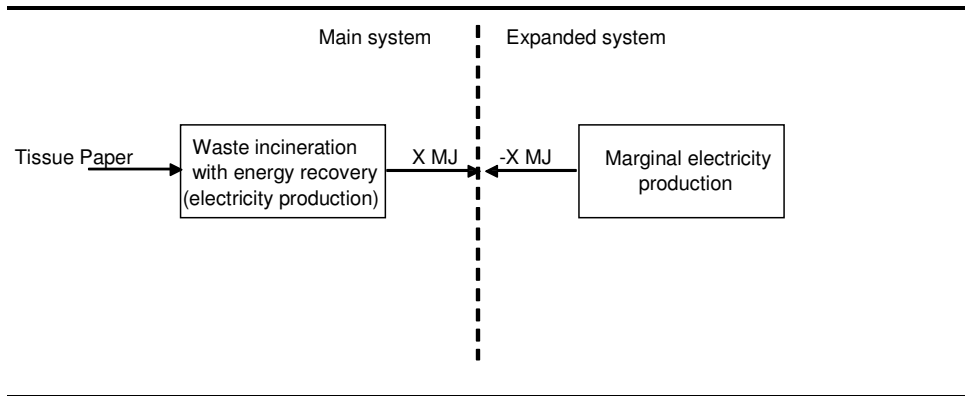 Main system
Expanded system
Tissue Paper
Waste incineration
with energy recovery
(electricity production)
X MJ
-X MJ
Marginal electricity
production